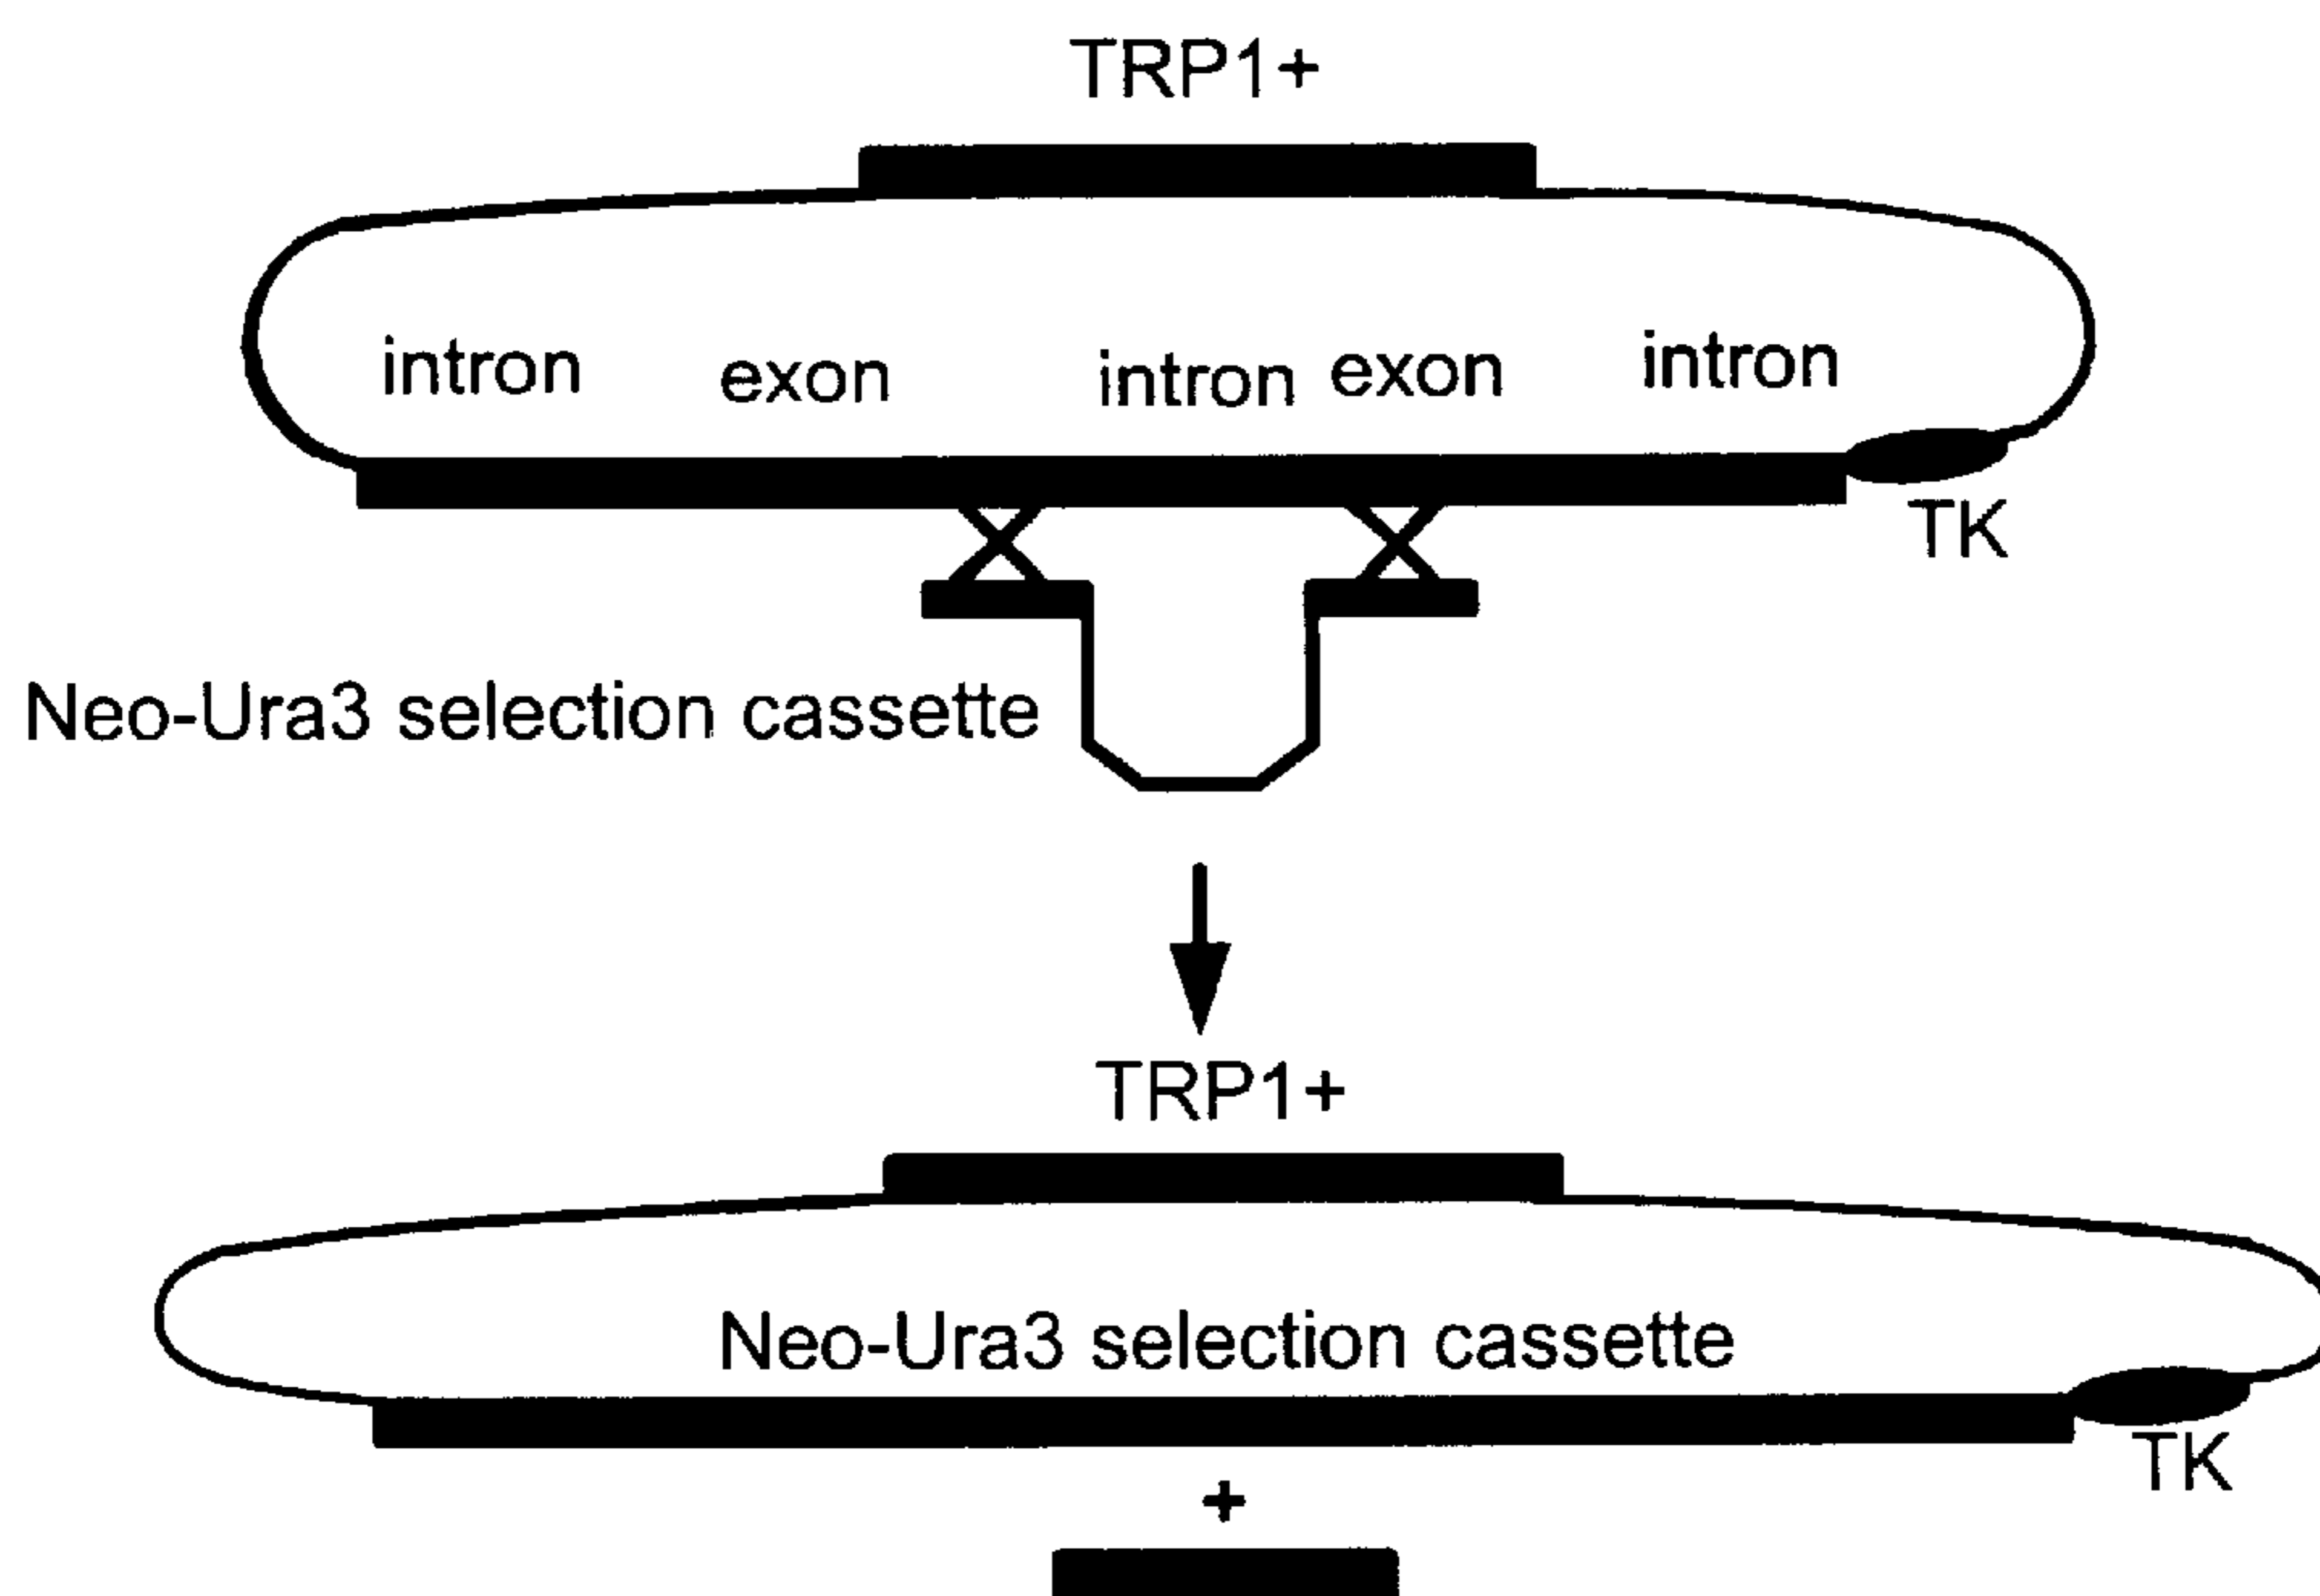 TRP1+
intron exon intron exon intron
TK
Neo-Ura3 selection cassette
TRP1+
Neo-Ura3 selection cassette
TK
+